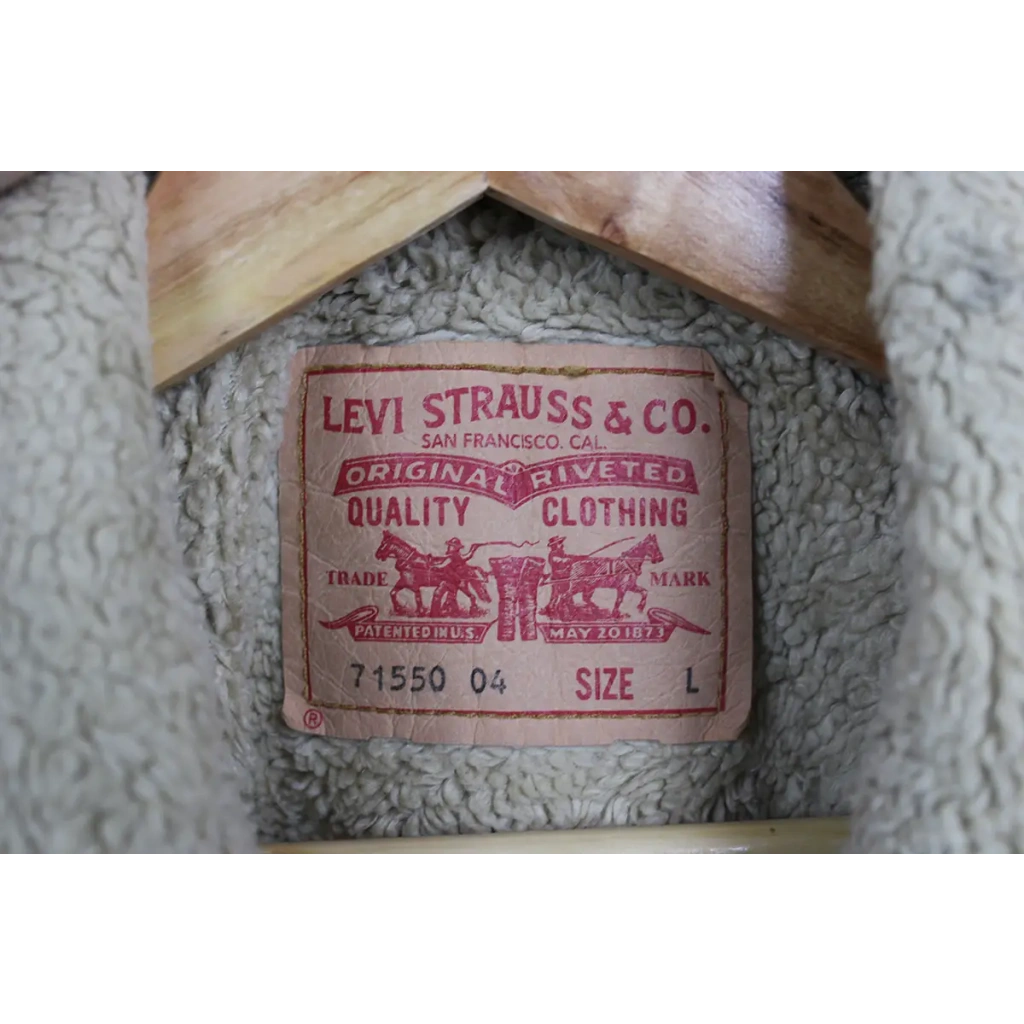 LEVI STRAUSS & CO.
SAN FRANCISCO. CAL.
ORIGINAL RIVETED
QUALITY CLOTHING
TRADE MARK
PATENTED IN U.S. MAY 20 1873
71550 04 SIZE L
®